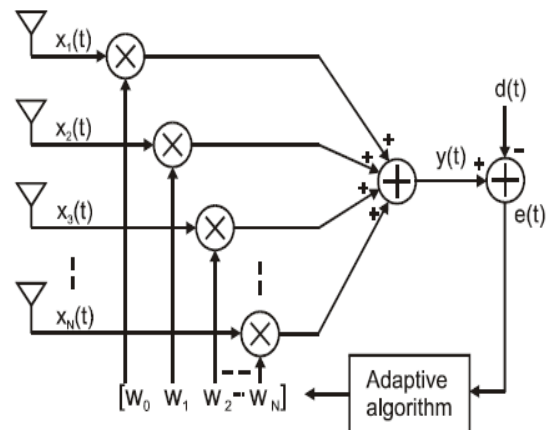 x₁(t)
d(t)
x₂(t)
y(t)
e(t)
x₃(t)
x_N(t)
[W₀ W₁ W₂ -- W_N]
Adaptive
algorithm